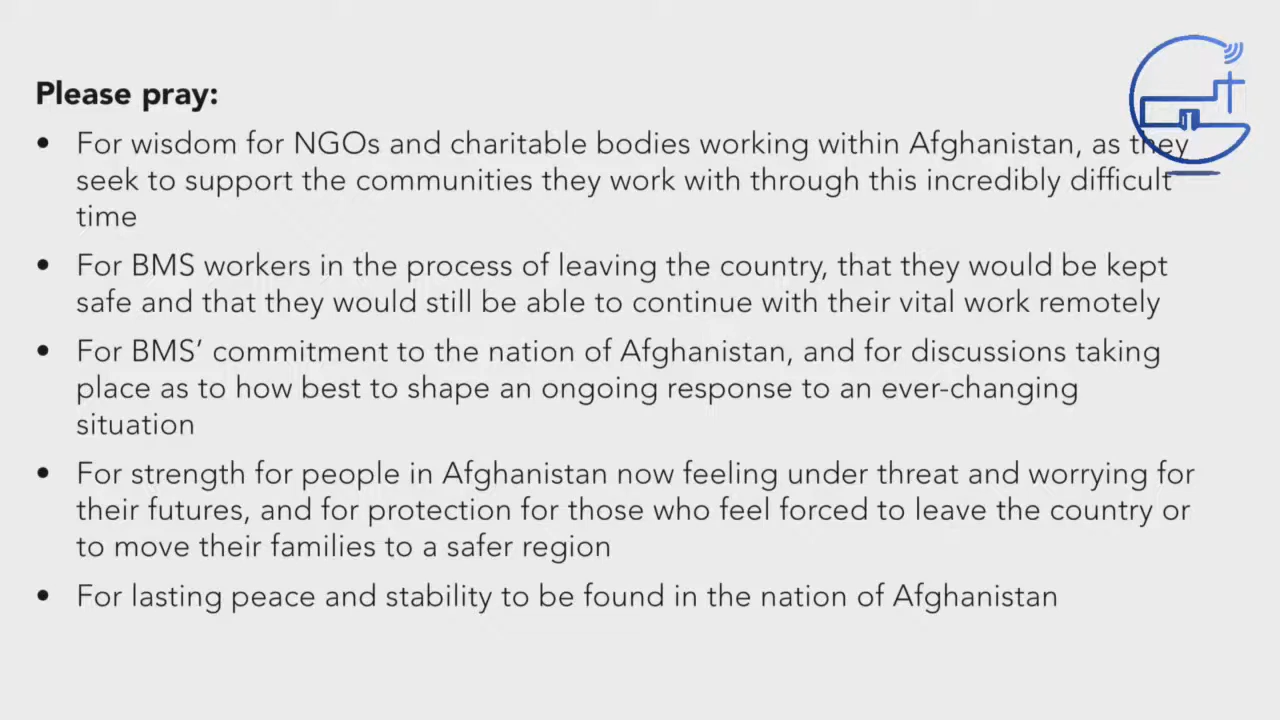 Please pray:
• For wisdom for NGOs and charitable bodies working within Afghanistan, as they
seek to support the communities they work with through this incredibly difficult
time
• For BMS workers in the process of leaving the country, that they would be kept
safe and that they would still be able to continue with their vital work remotely
• For BMS’ commitment to the nation of Afghanistan, and for discussions taking
place as to how best to shape an ongoing response to an ever-changing
situation
• For strength for people in Afghanistan now feeling under threat and worrying for
their futures, and for protection for those who feel forced to leave the country or
to move their families to a safer region
• For lasting peace and stability to be found in the nation of Afghanistan